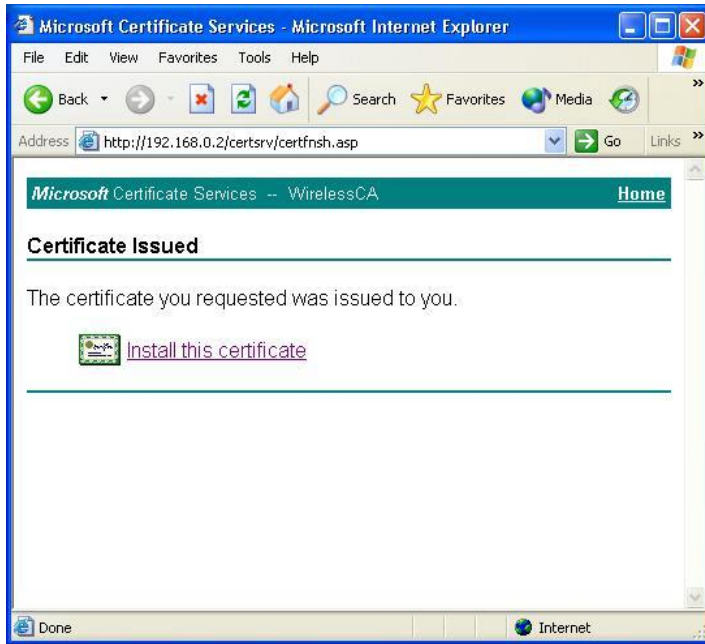 Microsoft Certificate Services - Microsoft Internet Explorer
File Edit View Favorites Tools Help
Back Search Favorites Media »
Address http://192.168.0.2/certsrv/certfnsh.asp Go Links »
Microsoft Certificate Services -- WirelessCA Home
Certificate Issued
The certificate you requested was issued to you.
Install this certificate
Done Internet